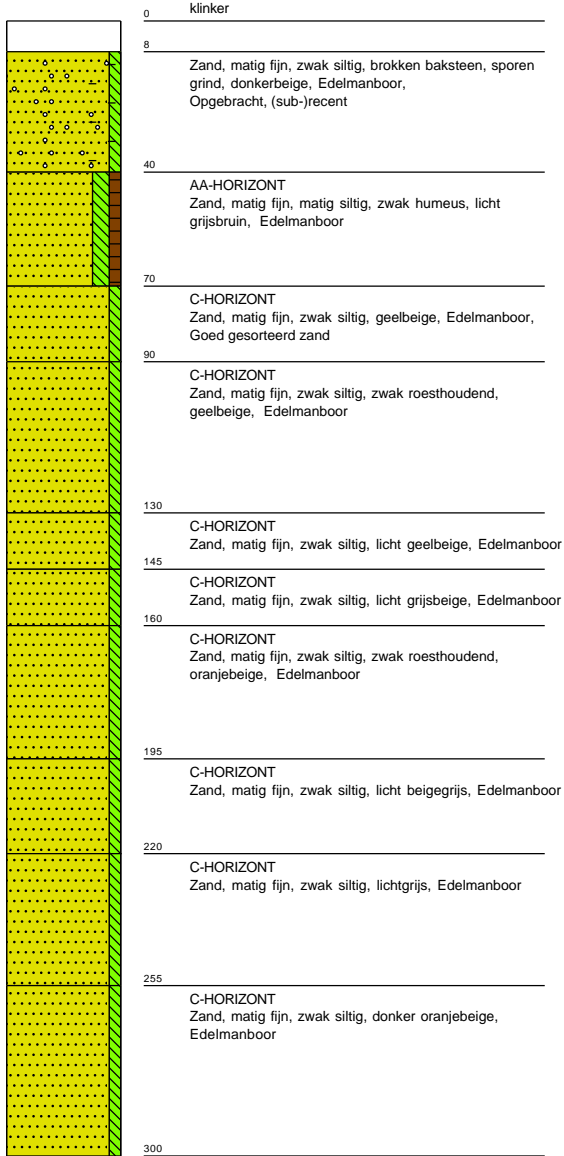 klinker
0
8
Zand, matig fijn, zwak siltig, brokken baksteen, sporen
grind, donkerbeige, Edelmanboor,
Opgebracht, (sub-)recent
40
AA-HORIZONT
Zand, matig fijn, matig siltig, zwak humeus, licht
grijsbruin, Edelmanboor
70
C-HORIZONT
Zand, matig fijn, zwak siltig, geelbeige, Edelmanboor,
Goed gesorteerd zand
90
C-HORIZONT
Zand, matig fijn, zwak siltig, zwak roesthoudend,
geelbeige, Edelmanboor
130
C-HORIZONT
Zand, matig fijn, zwak siltig, licht geelbeige, Edelmanboor
145
C-HORIZONT
Zand, matig fijn, zwak siltig, licht grijsbeige, Edelmanboor
160
C-HORIZONT
Zand, matig fijn, zwak siltig, zwak roesthoudend,
oranjebeige, Edelmanboor
195
C-HORIZONT
Zand, matig fijn, zwak siltig, licht beigegrijs, Edelmanboor
220
C-HORIZONT
Zand, matig fijn, zwak siltig, lichtgrijs, Edelmanboor
255
C-HORIZONT
Zand, matig fijn, zwak siltig, donker oranjebeige,
Edelmanboor
300